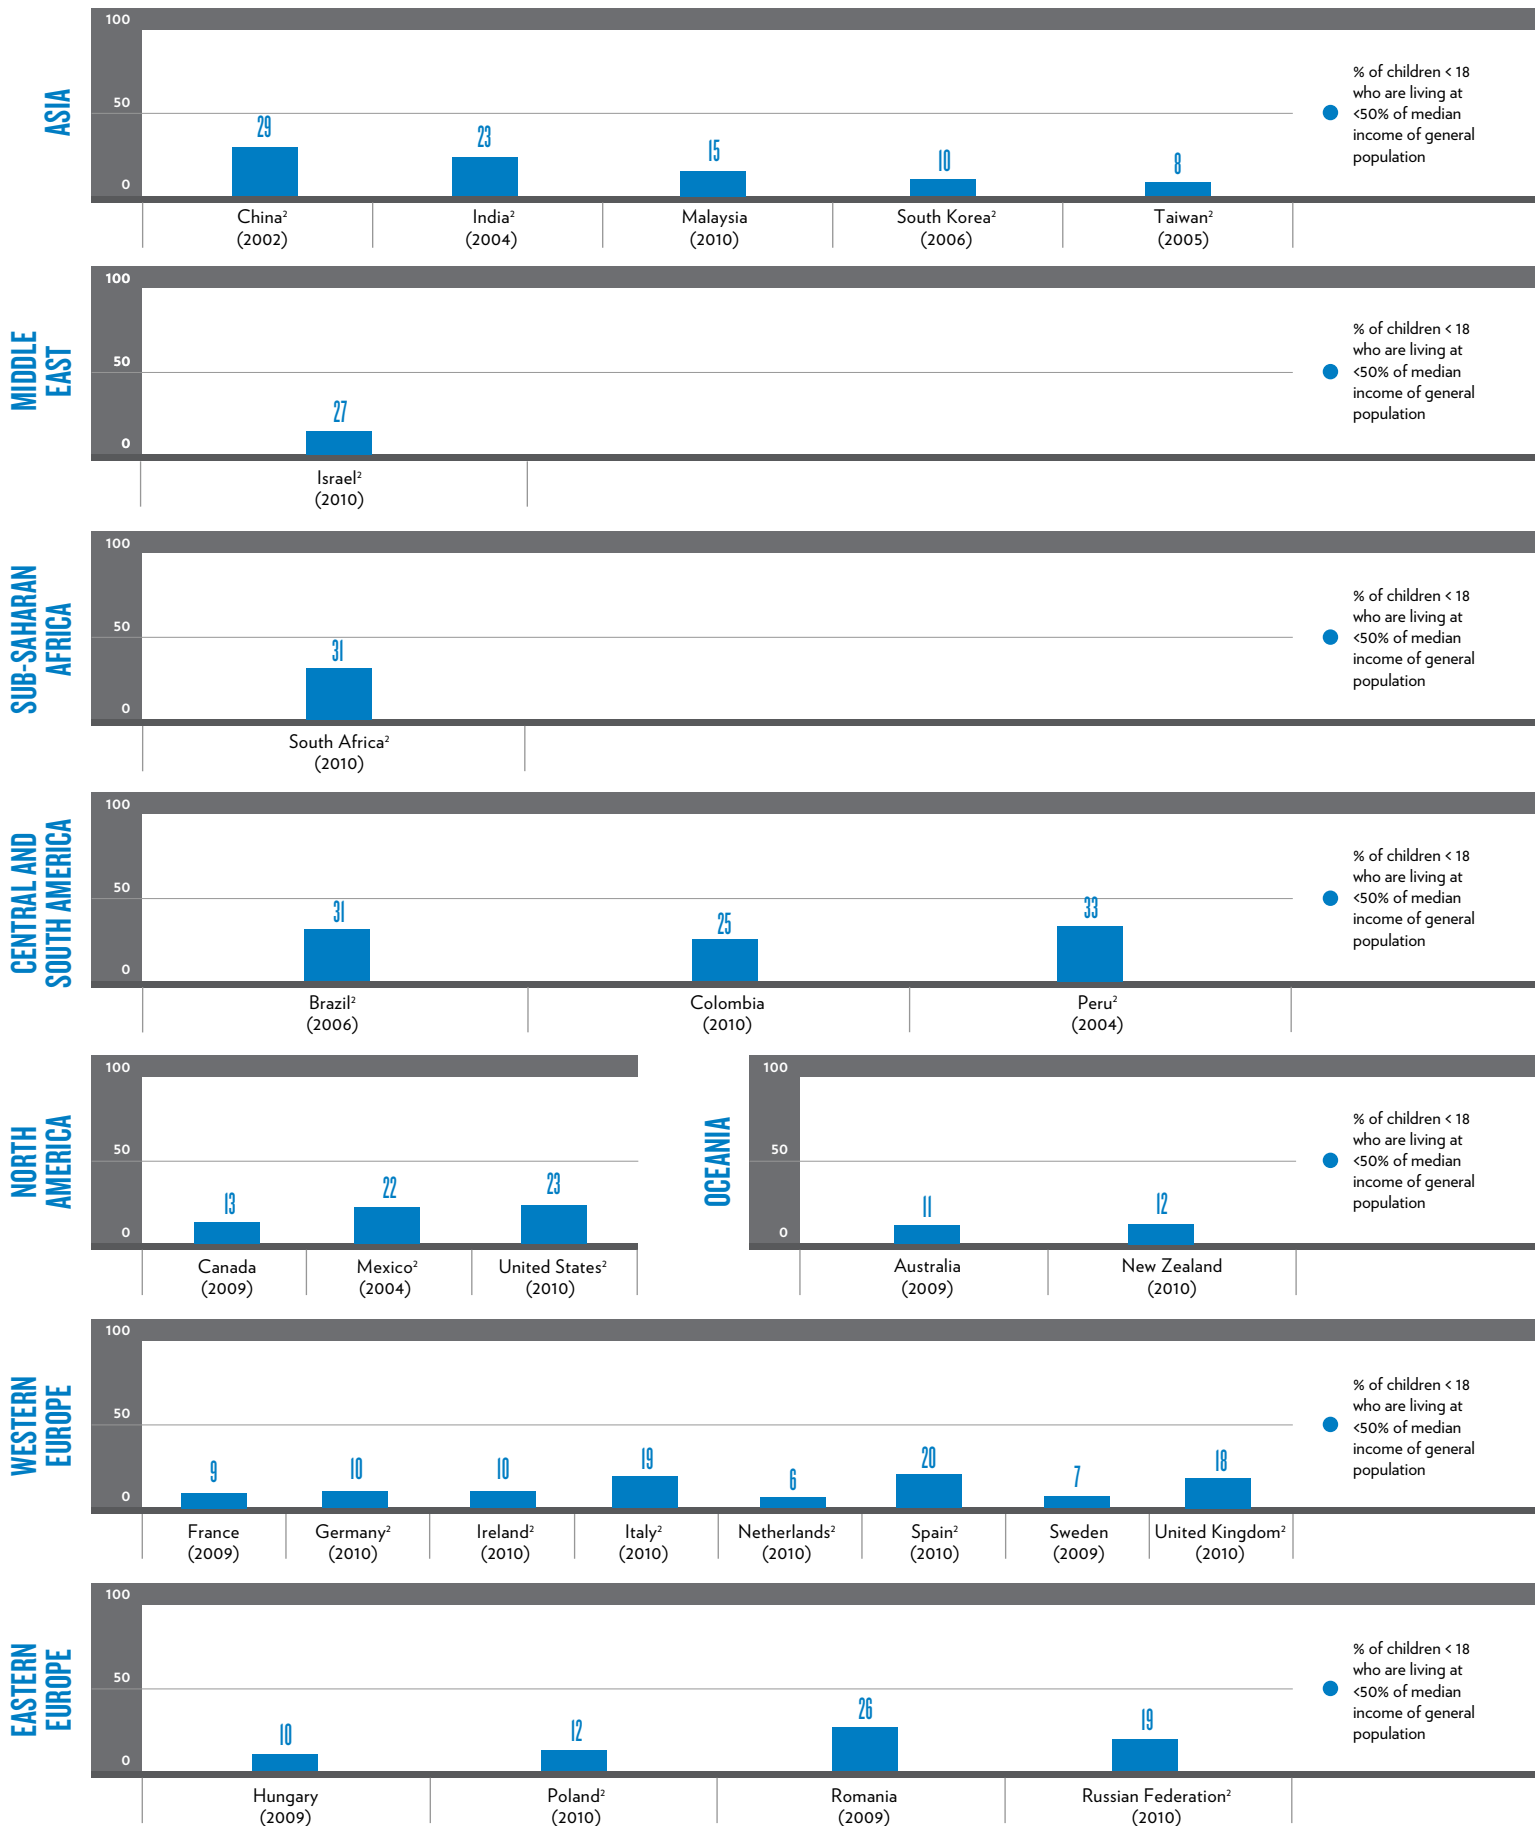 ASIA
100
50
0
29
23
15
10
8
China²
(2002)
India²
(2004)
Malaysia
(2010)
South Korea²
(2006)
Taiwan²
(2005)
% of children < 18
who are living at
<50% of median
income of general
population
MIDDLE
EAST
100
50
0
27
Israel²
(2010)
% of children < 18
who are living at
<50% of median
income of general
population
SUB-SAHARAN
AFRICA
100
50
0
31
South Africa²
(2010)
% of children < 18
who are living at
<50% of median
income of general
population
CENTRAL AND
SOUTH AMERICA
100
50
0
31
25
33
Brazil²
(2006)
Colombia
(2010)
Peru²
(2004)
% of children < 18
who are living at
<50% of median
income of general
population
NORTH
AMERICA
100
50
0
13
22
23
Canada
(2009)
Mexico²
(2004)
United States²
(2010)
OCEANIA
100
50
0
11
12
Australia
(2009)
New Zealand
(2010)
% of children < 18
who are living at
<50% of median
income of general
population
WESTERN
EUROPE
100
50
0
9
10
10
19
6
20
7
18
France
(2009)
Germany²
(2010)
Ireland²
(2010)
Italy²
(2010)
Netherlands²
(2010)
Spain²
(2010)
Sweden
(2009)
United Kingdom²
(2010)
% of children < 18
who are living at
<50% of median
income of general
population
EASTERN
EUROPE
100
50
0
10
12
26
19
Hungary
(2009)
Poland²
(2010)
Romania
(2009)
Russian Federation²
(2010)
% of children < 18
who are living at
<50% of median
income of general
population